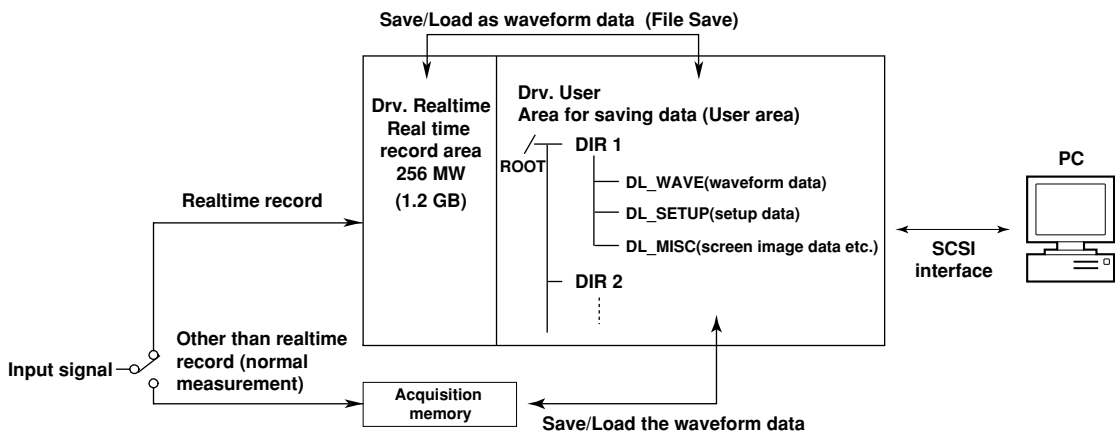 Save/Load as waveform data (File Save)
Drv. Realtime
Real time
record area
256 MW
(1.2 GB)
Drv. User
Area for saving data (User area)
ROOT
DIR 1
DL_WAVE(waveform data)
DL_SETUP(setup data)
DL_MISC(screen image data etc.)
DIR 2
PC
SCSI
interface
Realtime record
Other than realtime
record (normal
measurement)
Input signal
Acquisition
memory
Save/Load the waveform data